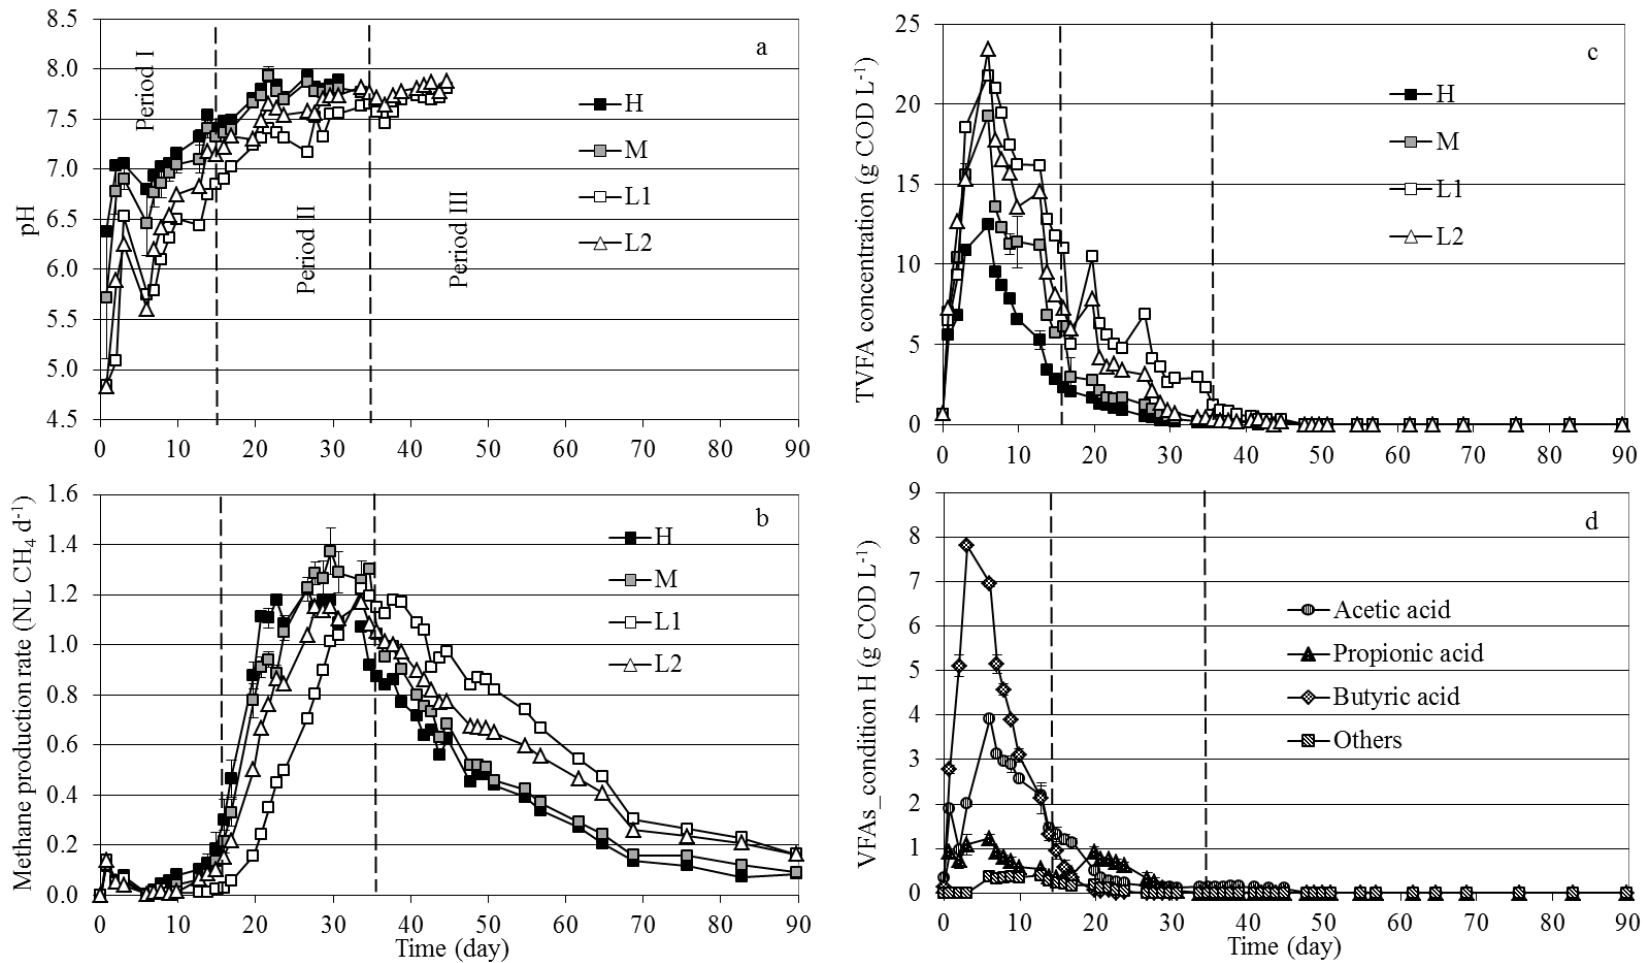 8.5
8.0
7.5
7.0
6.5
6.0
5.5
5.0
4.5
pH
0 10 20 30 40 50 60 70 80 90
Period I
Period II
Period III
a
H
M
L1
L2
25
20
15
10
5
0
TVFA concentration (g COD L-1)
0 10 20 30 40 50 60 70 80 90
c
H
M
L1
L2
1.6
1.4
1.2
1.0
0.8
0.6
0.4
0.2
0.0
Methane production rate (NL CH4 d-1)
0 10 20 30 40 50 60 70 80 90
Time (day)
b
H
M
L1
L2
9
8
7
6
5
4
3
2
1
0
VFAs_condition H (g COD L-1)
0 10 20 30 40 50 60 70 80 90
Time (day)
d
Acetic acid
Propionic acid
Butyric acid
Others